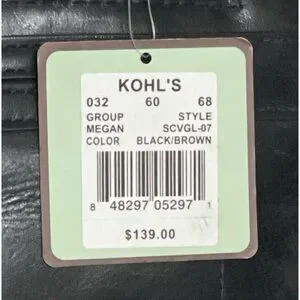 KOHL'S
032 60 68
GROUP STYLE
MEGAN SCVGL-07
COLOR BLACK/BROWN
8 48297 05297 1
$139.00